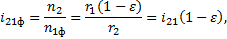 i₂₁ф = n₂/n₁ф = r₁(1 − ε)/r₂ = i₂₁(1 − ε),